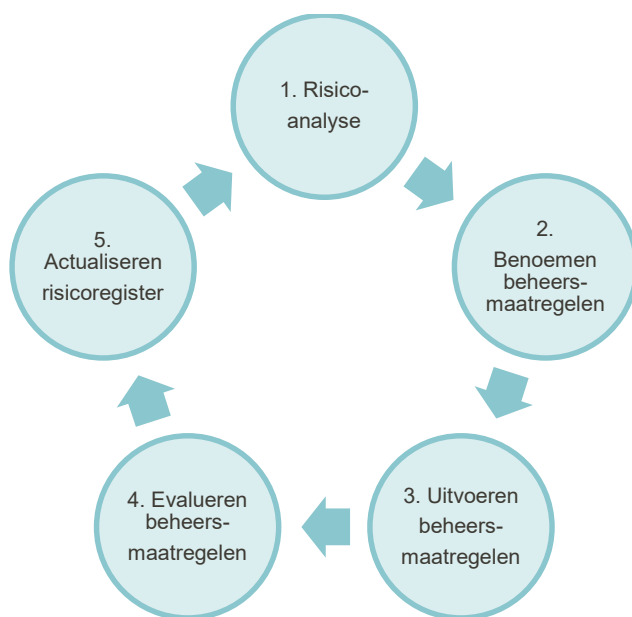 1. Risico-
analyse
2.
Benoemen
beheers-
maatregelen
3. Uitvoeren
beheers-
maatregelen
4. Evalueren
beheers-
maatregelen
5.
Actualiseren
risicoregister